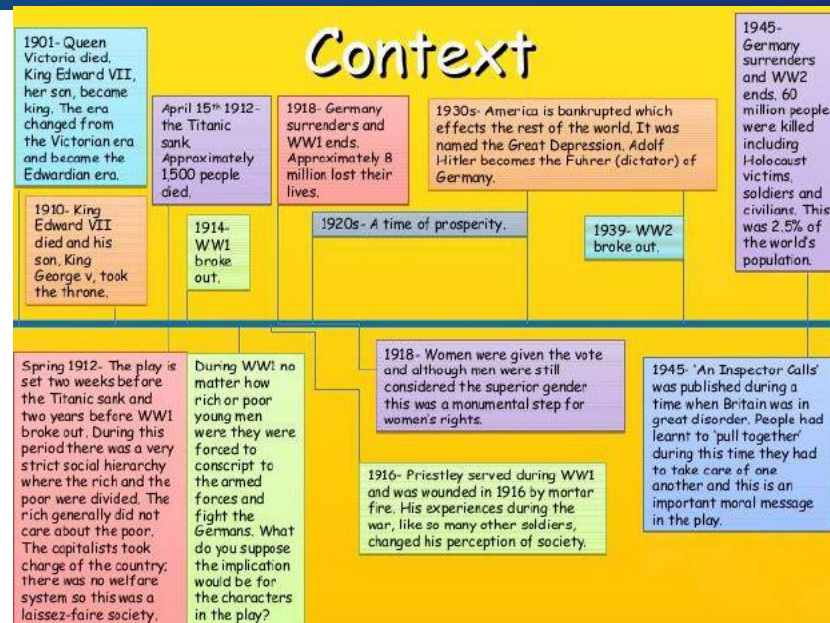 Context
1901- Queen
Victoria died,
King Edward VII,
her son, became
king. The era
changed from
the Victorian era
and became the
Edwardian era.
1910- King
Edward VII
died and his
son, King
George v, took
the throne.
April 15th 1912-
the Titanic
sank
Approximately
1,500 people
died.
1914-
WW1
broke
out.
1918- Germany
surrenders and
WW1 ends.
Approximately 8
million lost their
lives.
1920s- A time of prosperity.
1930s- America is bankrupted which
effects the rest of the world. It was
named the Great Depression. Adolf
Hitler becomes the Fuhrer (dictator) of
Germany.
1939- WW2
broke out.
1945-
Germany
surrenders
and WW2
ends. 60
million people
were killed
including
Holocaust
victims,
soldiers and
civilians. This
was 2.5% of
the world's
population.
Spring 1912- The play is
set two weeks before
the Titanic sank and
two years before WW1
broke out. During this
period there was a very
strict social hierarchy
where the rich and the
poor were divided. The
rich generally did not
care about the poor.
The capitalists took
charge of the country;
there was no welfare
system so this was a
laissez-faire society.
During WW1 no
matter how
rich or poor
young men
were they were
forced to
conscript to
the armed
forces and
fight the
Germans. What
do you suppose
the implication
would be for
the characters
in the play?
1918- Women were given the vote
and although men were still
considered the superior gender
this was a monumental step for
women's rights.
1916- Priestley served during WW1
and was wounded in 1916 by mortar
fire. His experiences during the
war, like so many other soldiers,
changed his perception of society.
1945- 'An Inspector Calls'
was published during a
time when Britain was in
great disorder. People had
learnt to 'pull together'
during this time they had
to take care of one
another and this is an
important moral message
in the play.